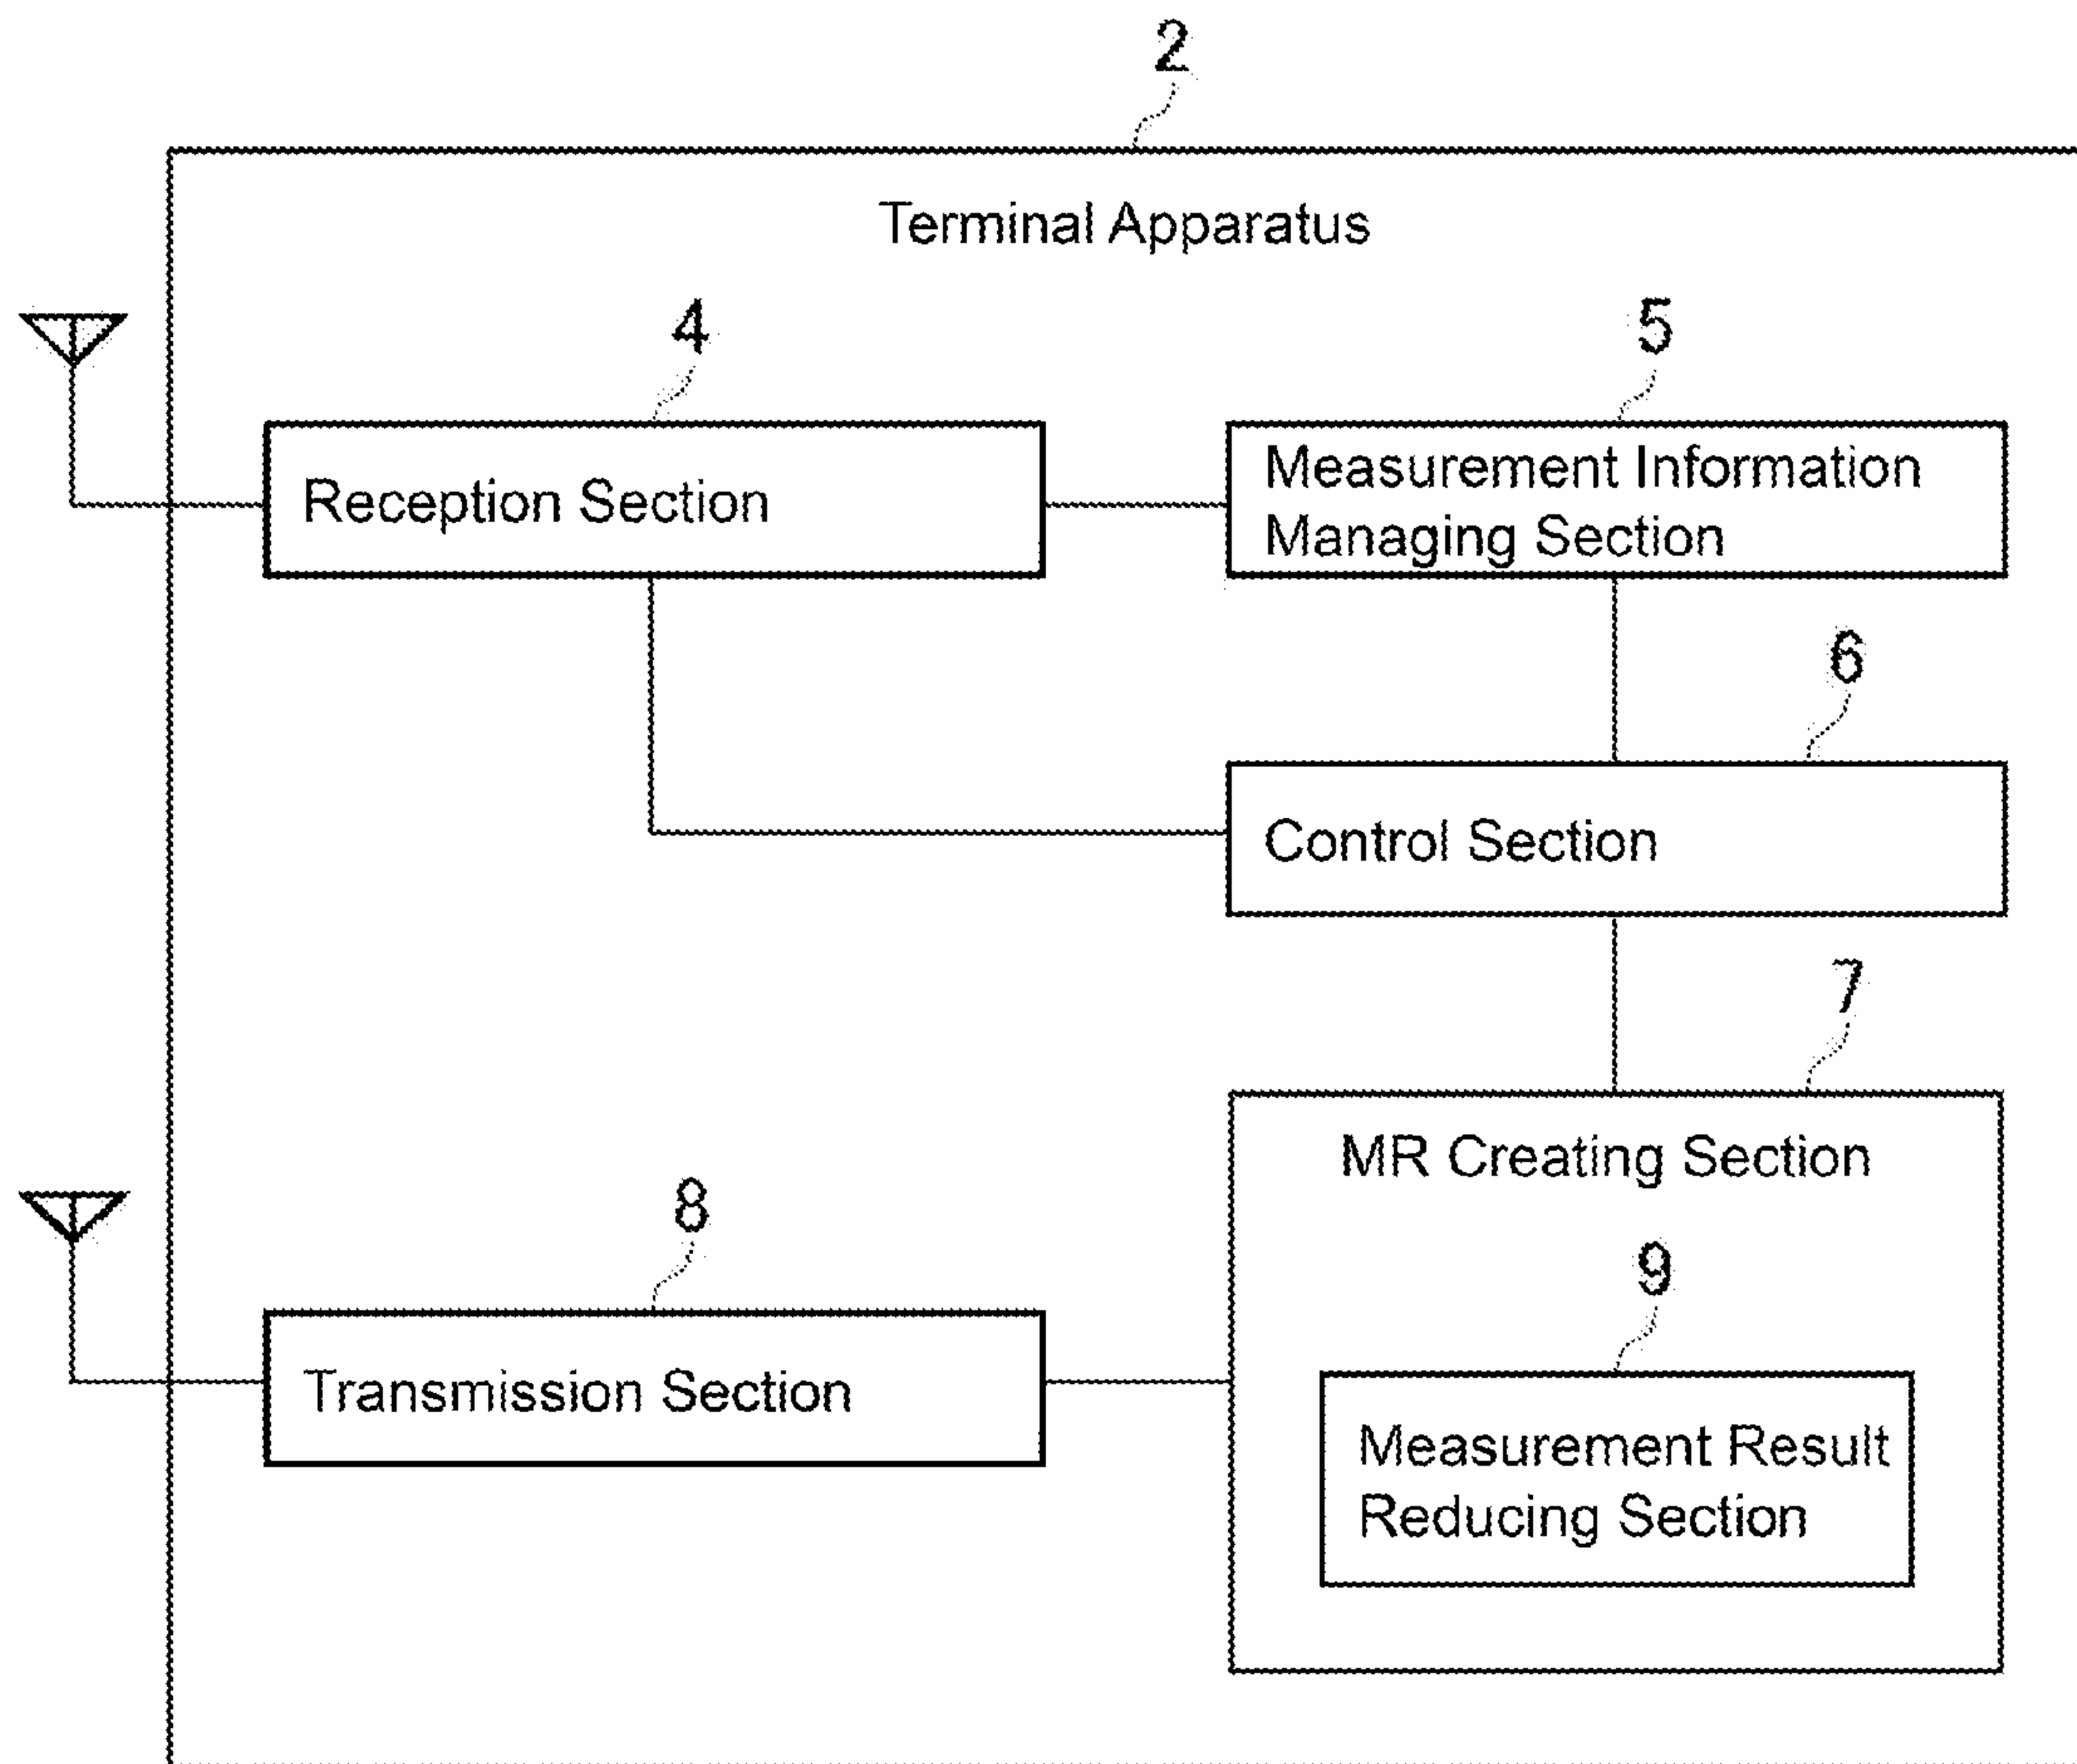 2
Terminal Apparatus
4
5
Reception Section
Measurement Information
Managing Section
6
Control Section
7
MR Creating Section
8
9
Transmission Section
Measurement Result
Reducing Section